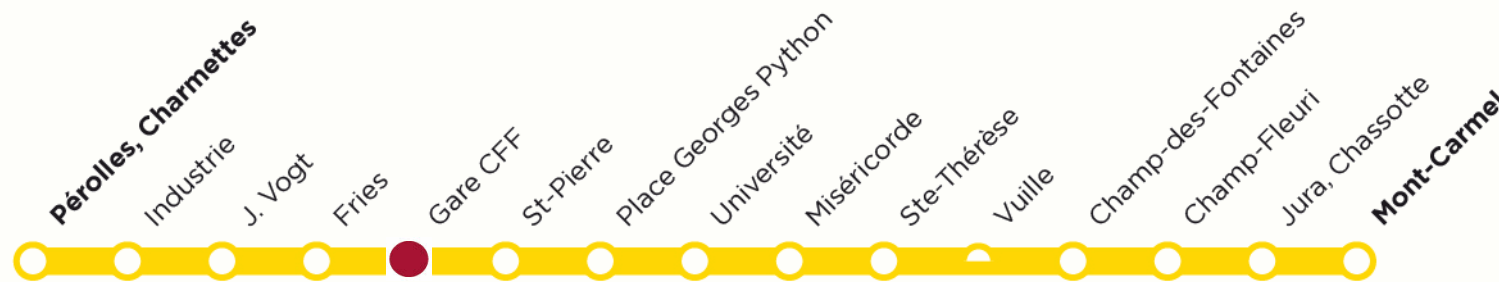 Pérolles, Charmettes
Industrie
J. Vogt
Fries
Gare CFF
St-Pierre
Place Georges Python
Université
Miséricorde
Ste-Thérèse
Vuille
Champ-des-Fontaines
Champ-Fleuri
Jura, Chassotte
Mont-Carmel